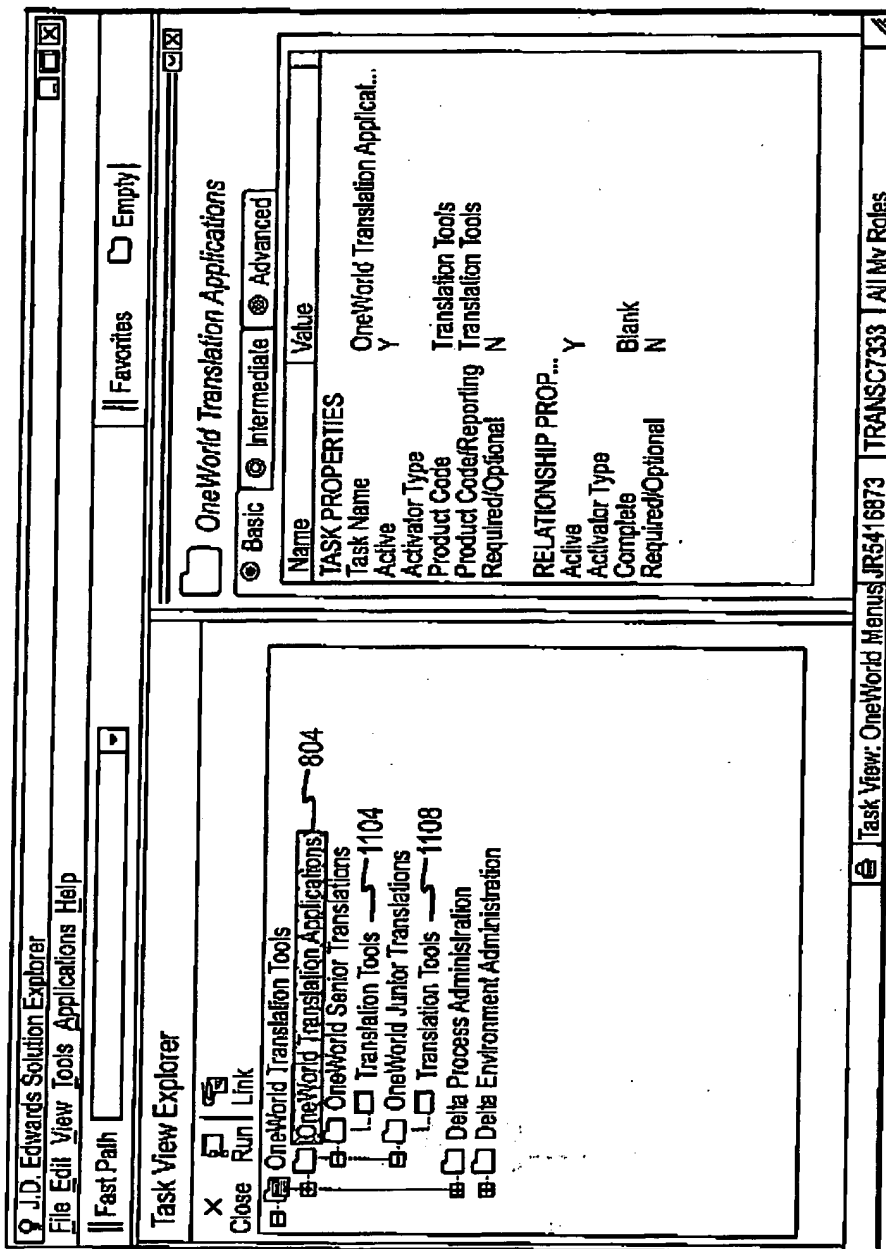 J.D. Edwards Solution Explorer
File Edit View Tools Applications Help
Fast Path
Favorites Empty
Task View Explorer
Close Run Link
OneWorld Translation Tools
OneWorld Translation Applications 804
OneWorld Senior Translations
Translation Tools 1104
OneWorld Junior Translations
Translation Tools 1108
Delta Process Administration
Delta Environment Administration
OneWorld Translation Applications
Basic Intermediate Advanced
Name Value
TASK PROPERTIES
Task Name OneWorld Translation Applicat...
Active Y
Activator Type
Product Code Translation Tools
Product Code/Reporting Translation Tools
Required/Optional N
RELATIONSHIP PROP...
Active Y
Activator Type
Complete Blank
Required/Optional N
Task View: OneWorld Menus JR5416873 TRANSC7333 All My Roles